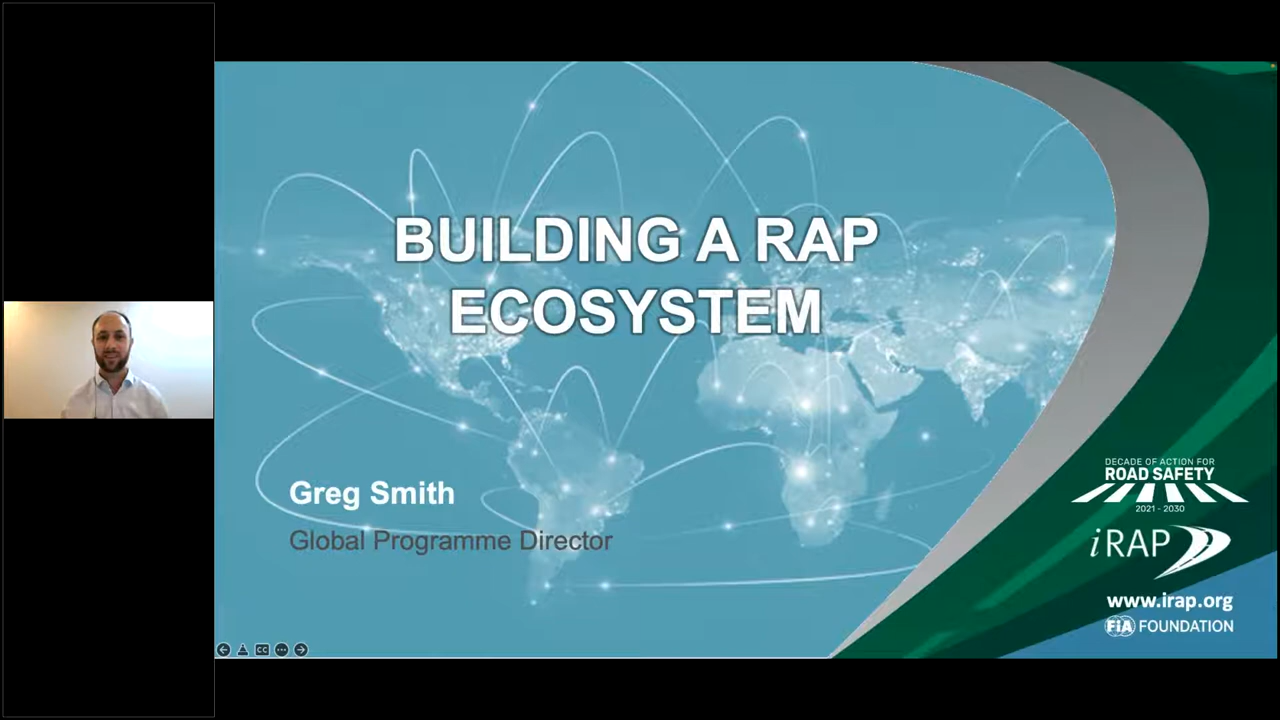 BUILDING A RAP
ECOSYSTEM
Greg Smith
Global Programme Director
DECADE OF ACTION FOR
ROAD SAFETY
2021 - 2030
iRAP
www.irap.org
FIA FOUNDATION
CC